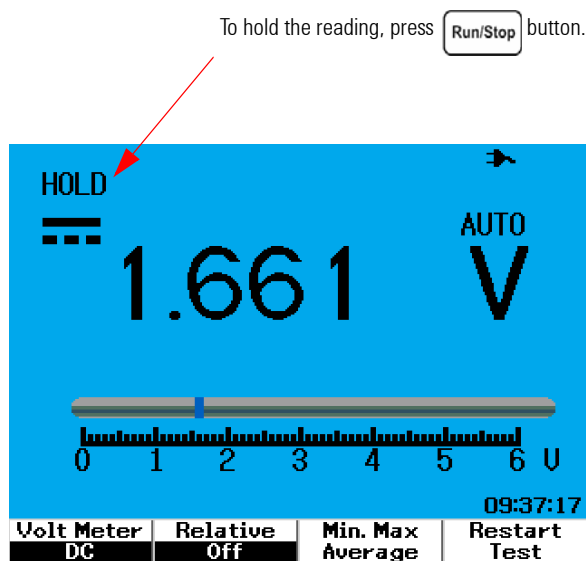 To hold the reading, press Run/Stop button.
HOLD
AUTO
1.661 V
0 1 2 3 4 5 6 V
09:37:17
Volt Meter Relative Min. Max Restart
DC Off Average Test